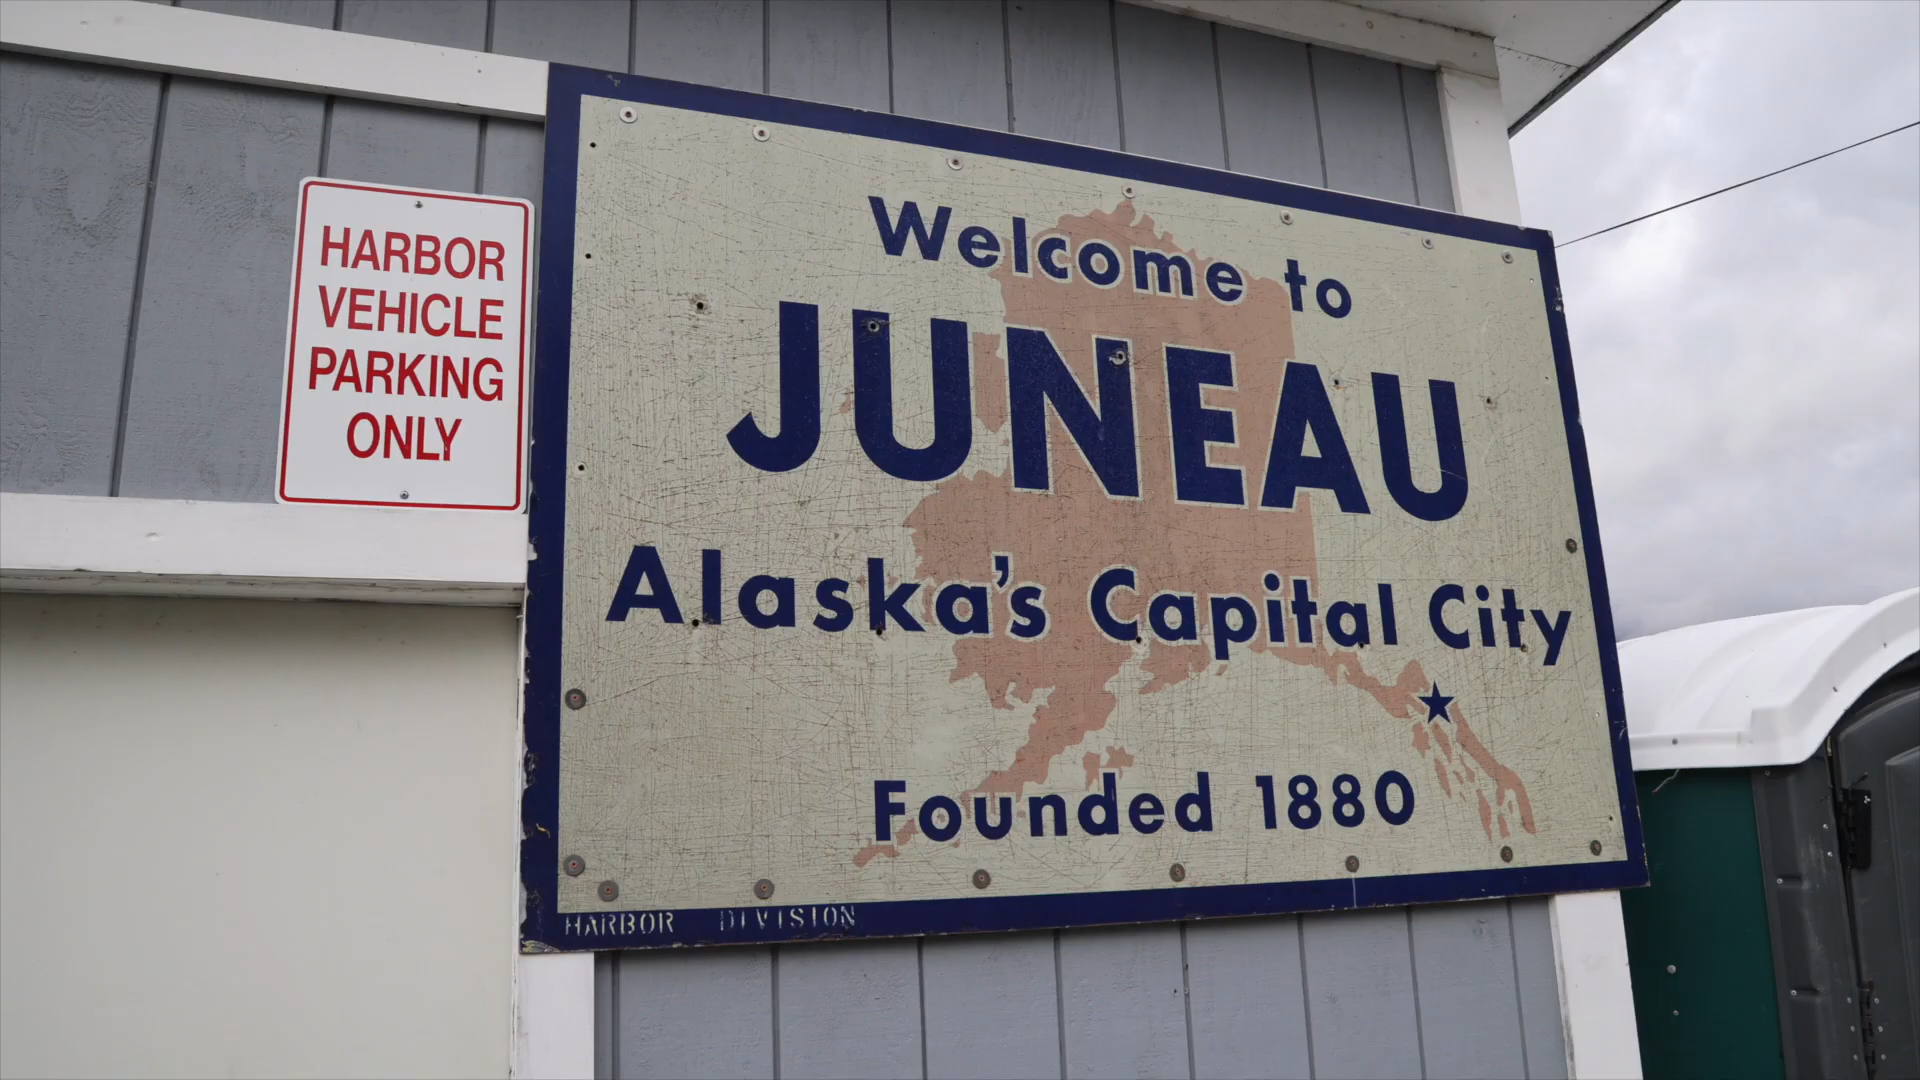 HARBOR
VEHICLE
PARKING
ONLY
Welcome to
JUNEAU
Alaska's Capital City
Founded 1880
HARBOR DIVISION